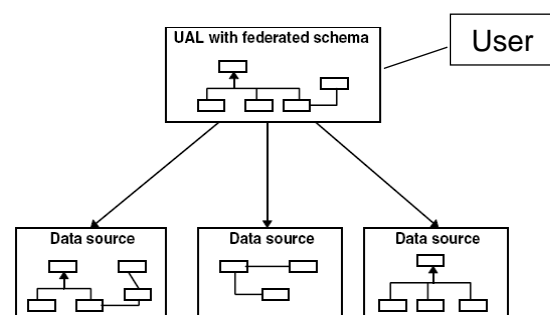 UAL with federated schema
User
Data source
Data source
Data source